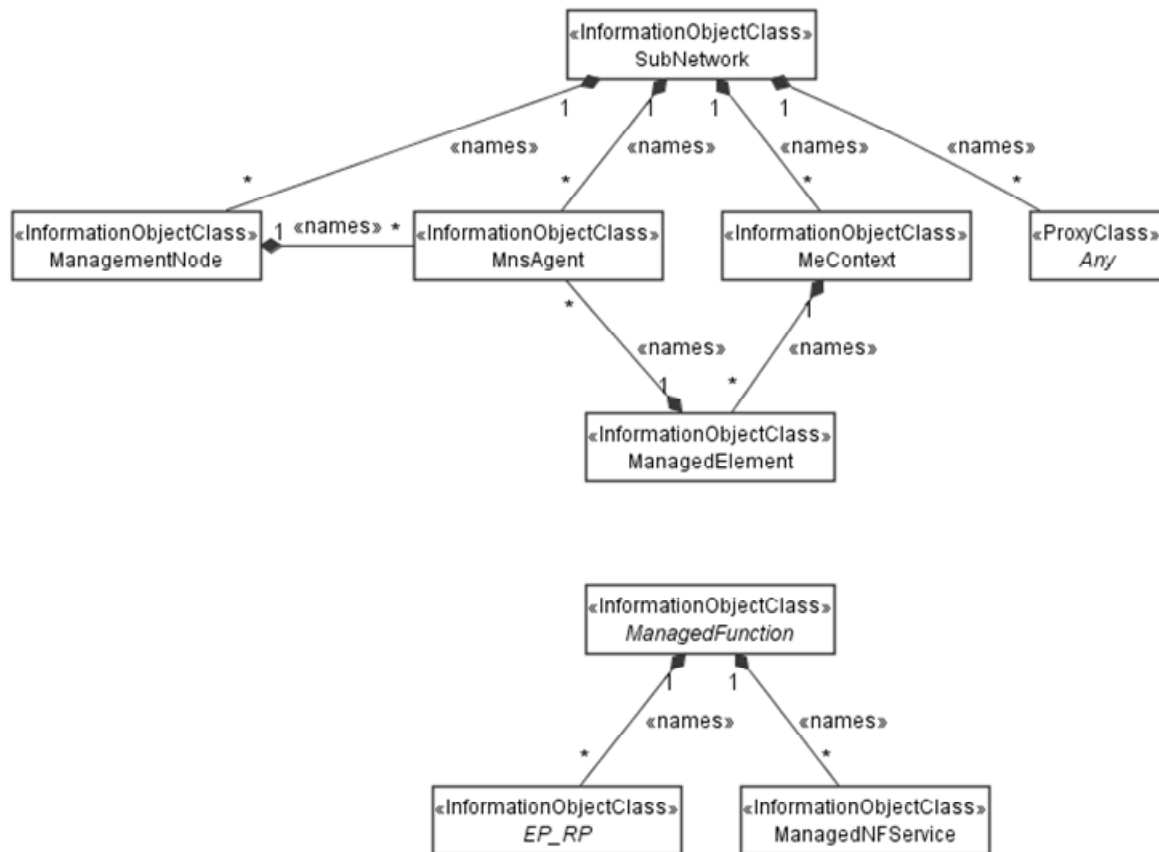 «InformationObjectClass»
SubNetwork
1
1
1
1
«names»
«names»
«names»
«names»
*
*
*
*
«InformationObjectClass»
ManagementNode
1
«names»
*
«InformationObjectClass»
MnsAgent
«InformationObjectClass»
MeContext
«ProxyClass»
Any
*
1
«names»
«names»
1
*
«InformationObjectClass»
ManagedElement
«InformationObjectClass»
ManagedFunction
1
1
«names»
«names»
*
*
«InformationObjectClass»
EP_RP
«InformationObjectClass»
ManagedNFService